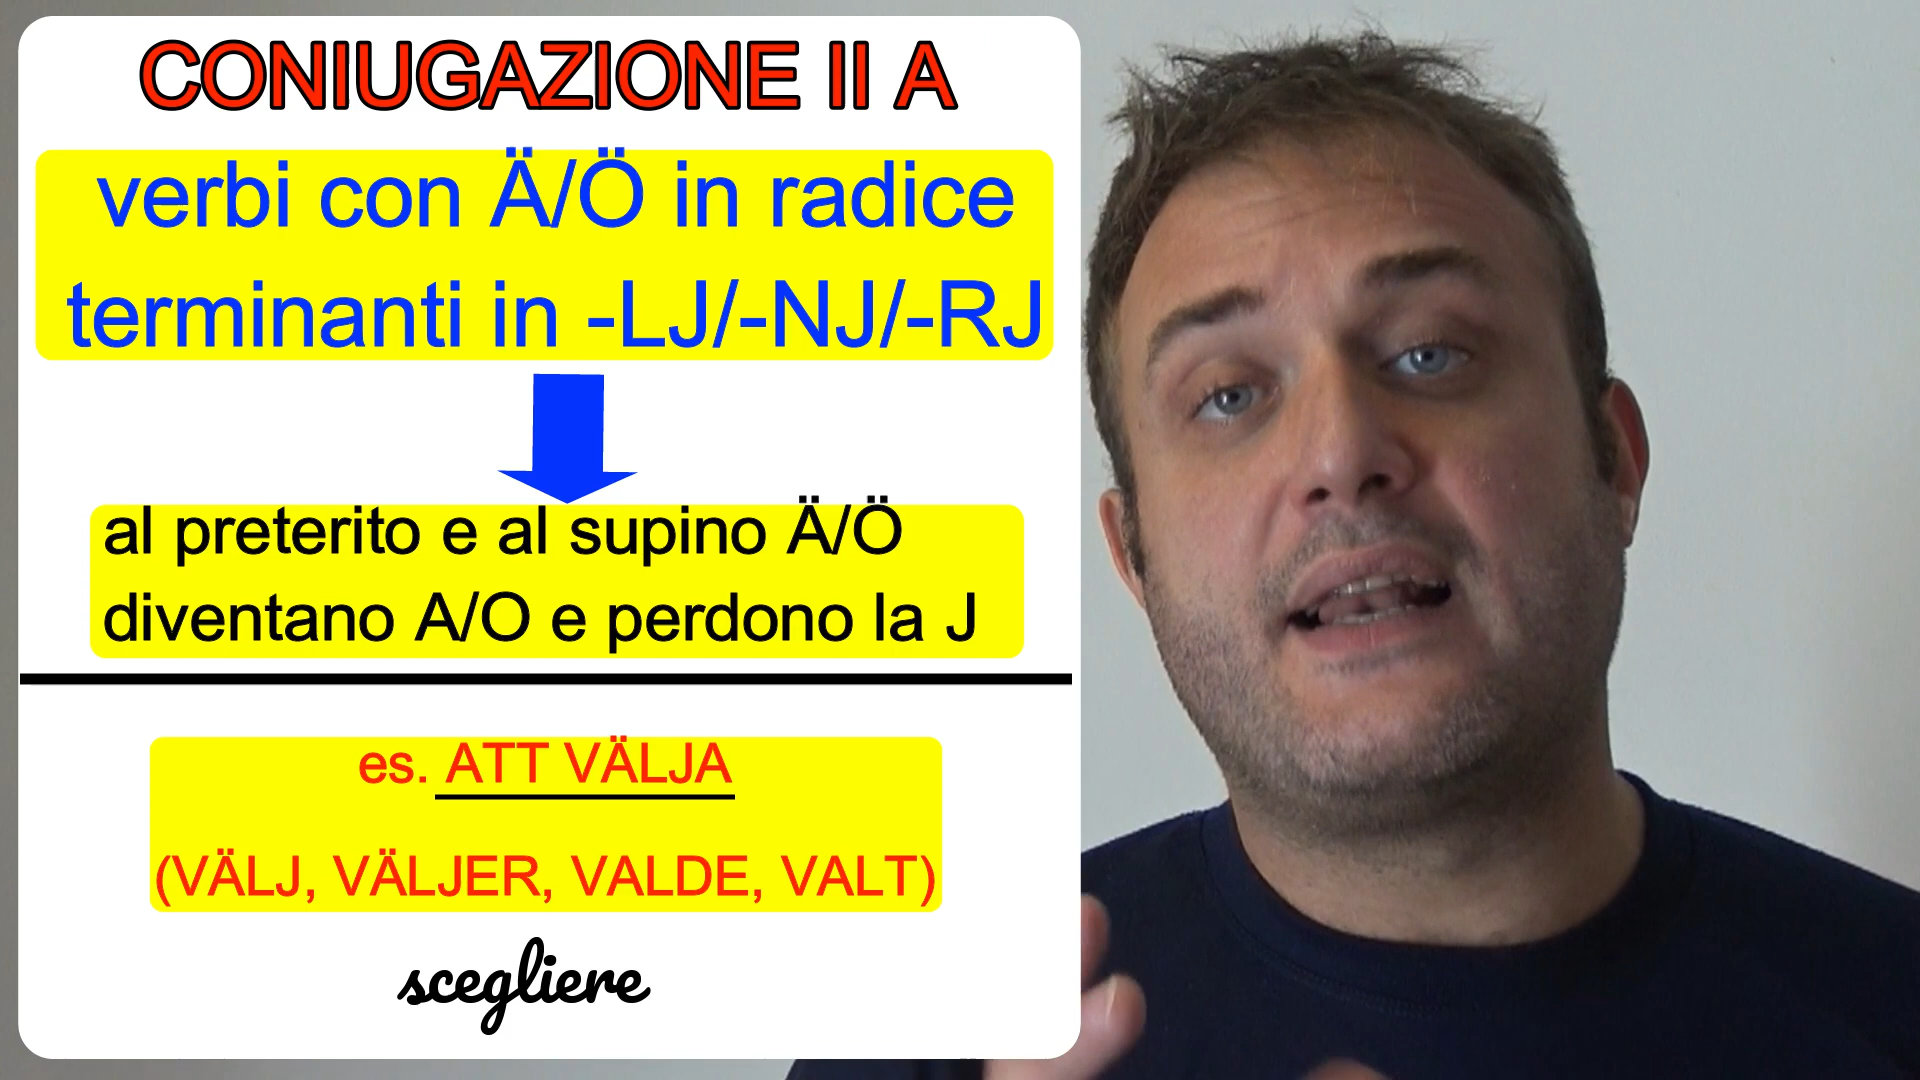 CONIUGAZIONE II A
verbi con Ä/Ö in radice
terminanti in -LJ/-NJ/-RJ
al preterito e al supino Ä/Ö
diventano A/O e perdono la J
es. ATT VÄLJA
(VÄLJ, VÄLJER, VALDE, VALT)
scegliere